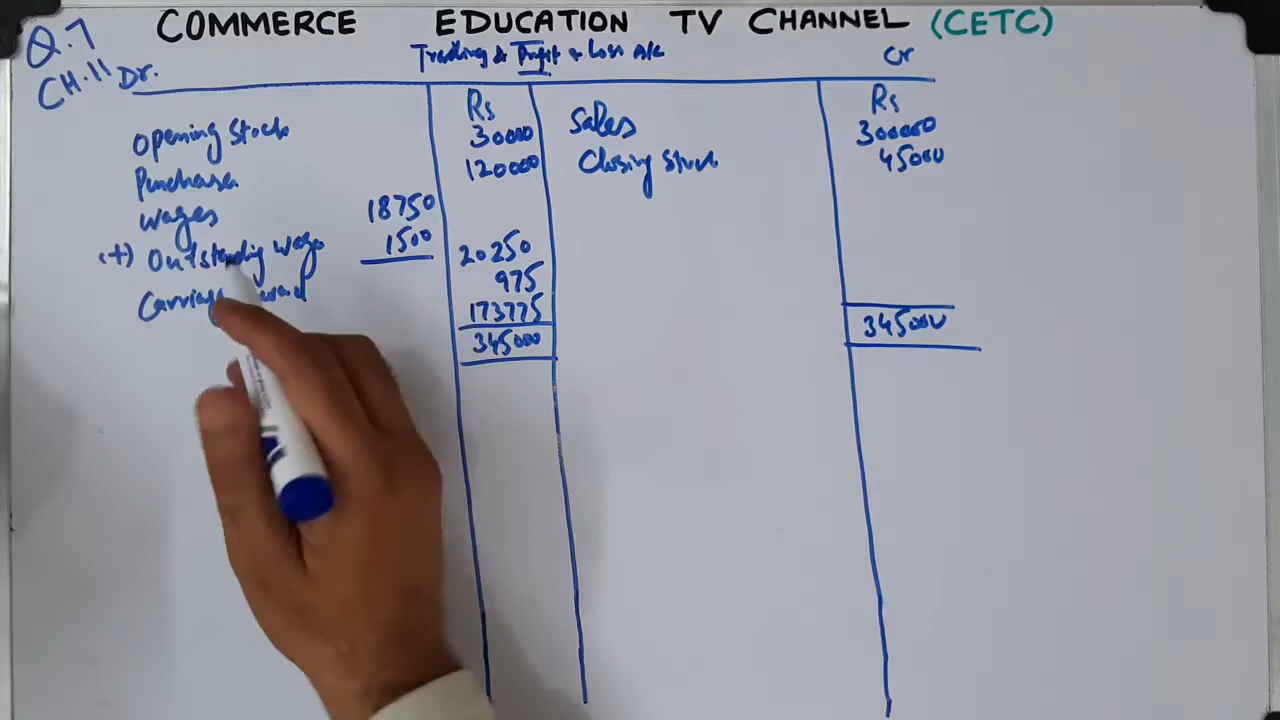 COMMERCE EDUCATION TV CHANNEL (CETC)
Q.7
CH.11
Trading & Profit & Loss A/c
Dr. Cr
Rs Rs
Opening Stock 30000 Sales 300000
Purchases 120000 Closing Stock 45000
Wages 18750
(+) Outstanding wages 1500 20250
Carriage 975
173775
345000 345000